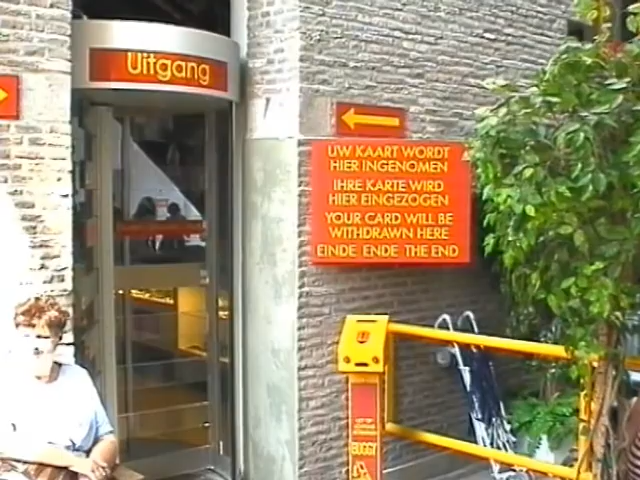 Uitgang
UW KAART WORDT
HIER INGENOMEN
IHRE KARTE WIRD
HIER EINGEZOGEN
YOUR CARD WILL BE
WITHDRAWN HERE
EINDE ENDE THE END
BUGGY